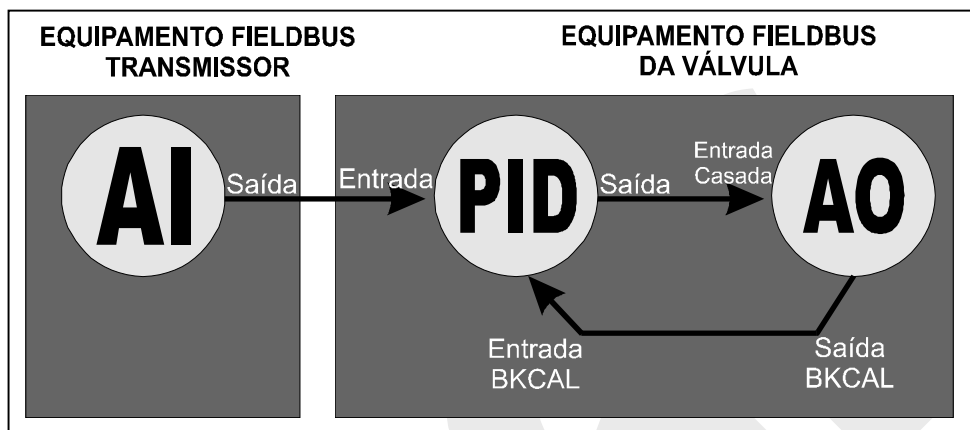 EQUIPAMENTO FIELDBUS
TRANSMISSOR
EQUIPAMENTO FIELDBUS
DA VÁLVULA
AI
Saída
Entrada
PID
Saída
Entrada
Casada
AO
Entrada
BKCAL
Saída
BKCAL